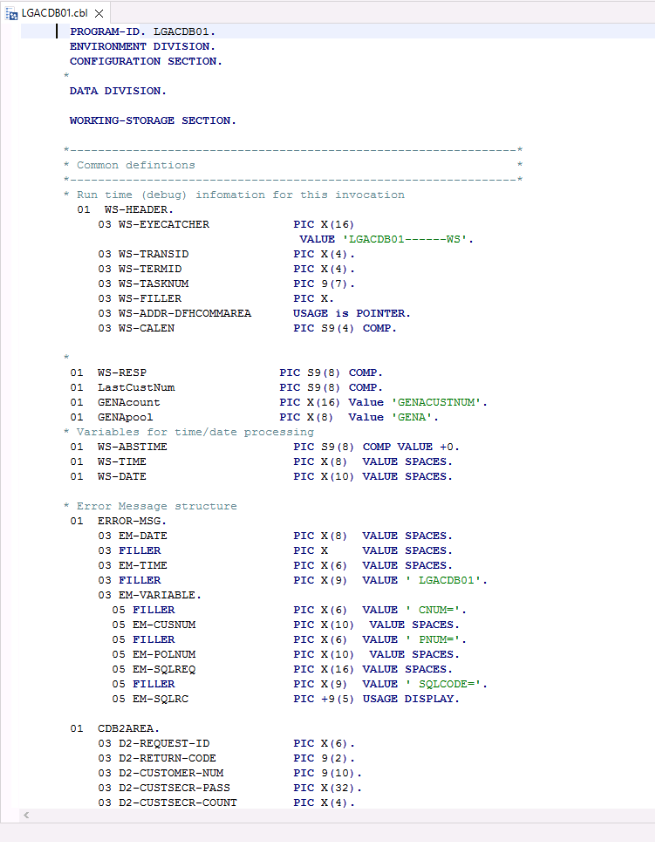 LGACDB01.cbl
PROGRAM-ID. LGACDB01.
ENVIRONMENT DIVISION.
CONFIGURATION SECTION.
*
DATA DIVISION.
WORKING-STORAGE SECTION.
*----------------------------------------------------------------*
* Common defintions                                              *
*----------------------------------------------------------------*
* Run time (debug) infomation for this invocation
01  WS-HEADER.
03 WS-EYECATCHER            PIC X(16)
VALUE 'LGACDB01------WS'.
03 WS-TRANSID               PIC X(4).
03 WS-TERMID                PIC X(4).
03 WS-TASKNUM               PIC 9(7).
03 WS-FILLER                PIC X.
03 WS-ADDR-DFHCOMMAREA      USAGE is POINTER.
03 WS-CALEN                 PIC S9(4) COMP.
*
01  WS-RESP                   PIC S9(8) COMP.
01  LastCustNum               PIC S9(8) COMP.
01  GENAcount                 PIC X(16) Value 'GENACUSTNUM'.
01  GENApool                  PIC X(8)  Value 'GENA'.
* Variables for time/date processing
01  WS-ABSTIME                  PIC S9(8) COMP VALUE +0.
01  WS-TIME                     PIC X(8)  VALUE SPACES.
01  WS-DATE                     PIC X(10) VALUE SPACES.
* Error Message structure
01  ERROR-MSG.
03 EM-DATE                  PIC X(8)  VALUE SPACES.
03 FILLER                   PIC X     VALUE SPACES.
03 EM-TIME                  PIC X(6)  VALUE SPACES.
03 FILLER                   PIC X(9)  VALUE ' LGACDB01'.
03 EM-VARIABLE.
05 FILLER                 PIC X(6)  VALUE ' CNUM='.
05 EM-CUSNUM              PIC X(10)  VALUE SPACES.
05 FILLER                 PIC X(6)  VALUE ' PNUM='.
05 EM-POLNUM              PIC X(10)  VALUE SPACES.
05 EM-SQLREQ              PIC X(16) VALUE SPACES.
05 FILLER                 PIC X(9)  VALUE ' SQLCODE='.
05 EM-SQLRC               PIC +9(5) USAGE DISPLAY.
01  CDB2AREA.
03 D2-REQUEST-ID            PIC X(6).
03 D2-RETURN-CODE           PIC 9(2).
03 D2-CUSTOMER-NUM          PIC 9(10).
03 D2-CUSTSECR-PASS         PIC X(32).
03 D2-CUSTSECR-COUNT        PIC X(4).